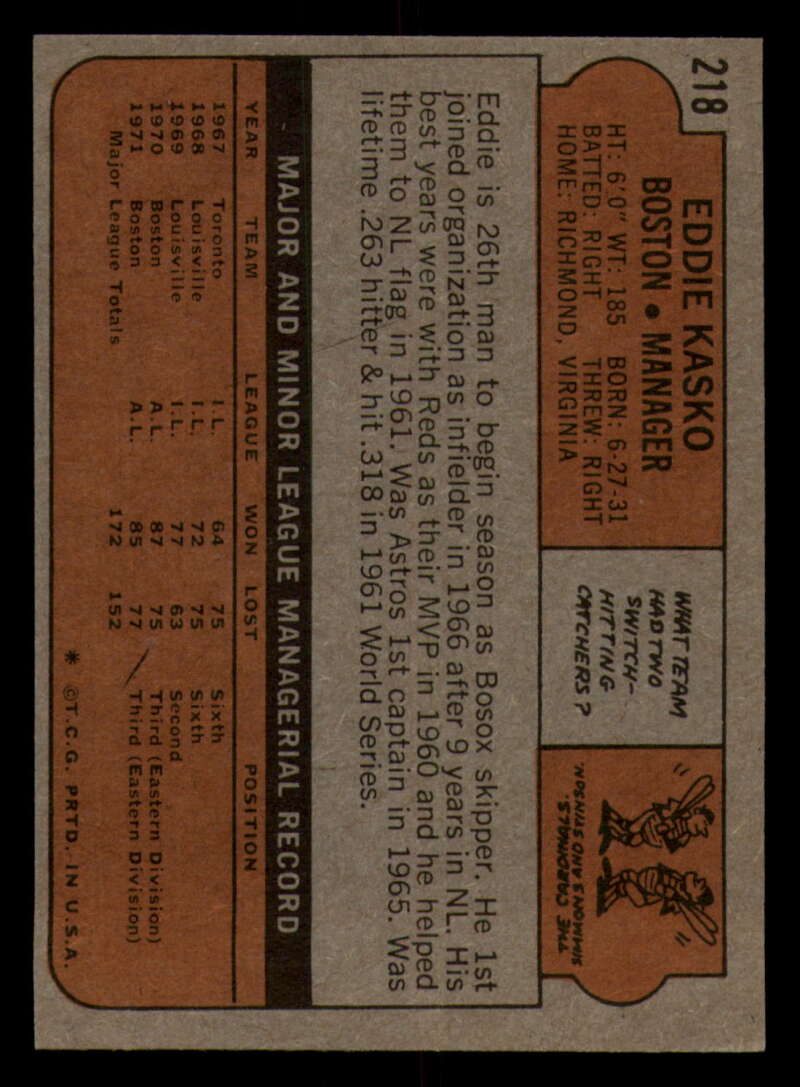 218
EDDIE KASKO
BOSTON • MANAGER
HT: 6'0" WT: 185 BORN: 6-27-31
BATTED: RIGHT THREW: RIGHT
HOME: RICHMOND, VIRGINIA
WHAT TEAM
HAD TWO
SWITCH-
HITTING
CATCHERS?
THE CARDINALS.
SIMMONS AND STINSON.
Eddie is 26th man to begin season as Bosox skipper. He 1st
joined organization as infielder in 1966 after 9 years in NL. His
best years were with Reds as their MVP in 1960 and he helped
them to NL flag in 1961. Was Astros 1st captain in 1965. Was
lifetime .263 hitter & hit .318 in 1961 World Series.
MAJOR AND MINOR LEAGUE MANAGERIAL RECORD
YEAR TEAM LEAGUE WON LOST POSITION
1967 Toronto I.L. 64 75 Sixth
1968 Louisville I.L. 72 75 Sixth
1969 Louisville I.L. 77 63 Second
1970 Boston A.L. 87 75 Third (Eastern Division)
1971 Boston A.L. 85 77 Third (Eastern Division)
Major League Totals 172 152
* ©T.C.G. PRTD. IN U.S.A.